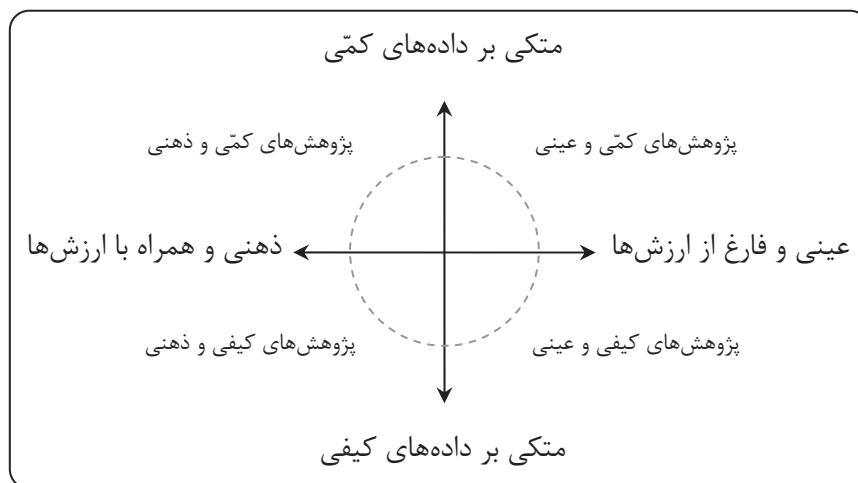 متکی بر داده‌های کمّی
پژوهش‌های کمّی و عینی
پژوهش‌های کمّی و ذهنی
عینی و فارغ از ارزش‌ها
ذهنی و همراه با ارزش‌ها
پژوهش‌های کیفی و عینی
پژوهش‌های کیفی و ذهنی
متکی بر داده‌های کیفی